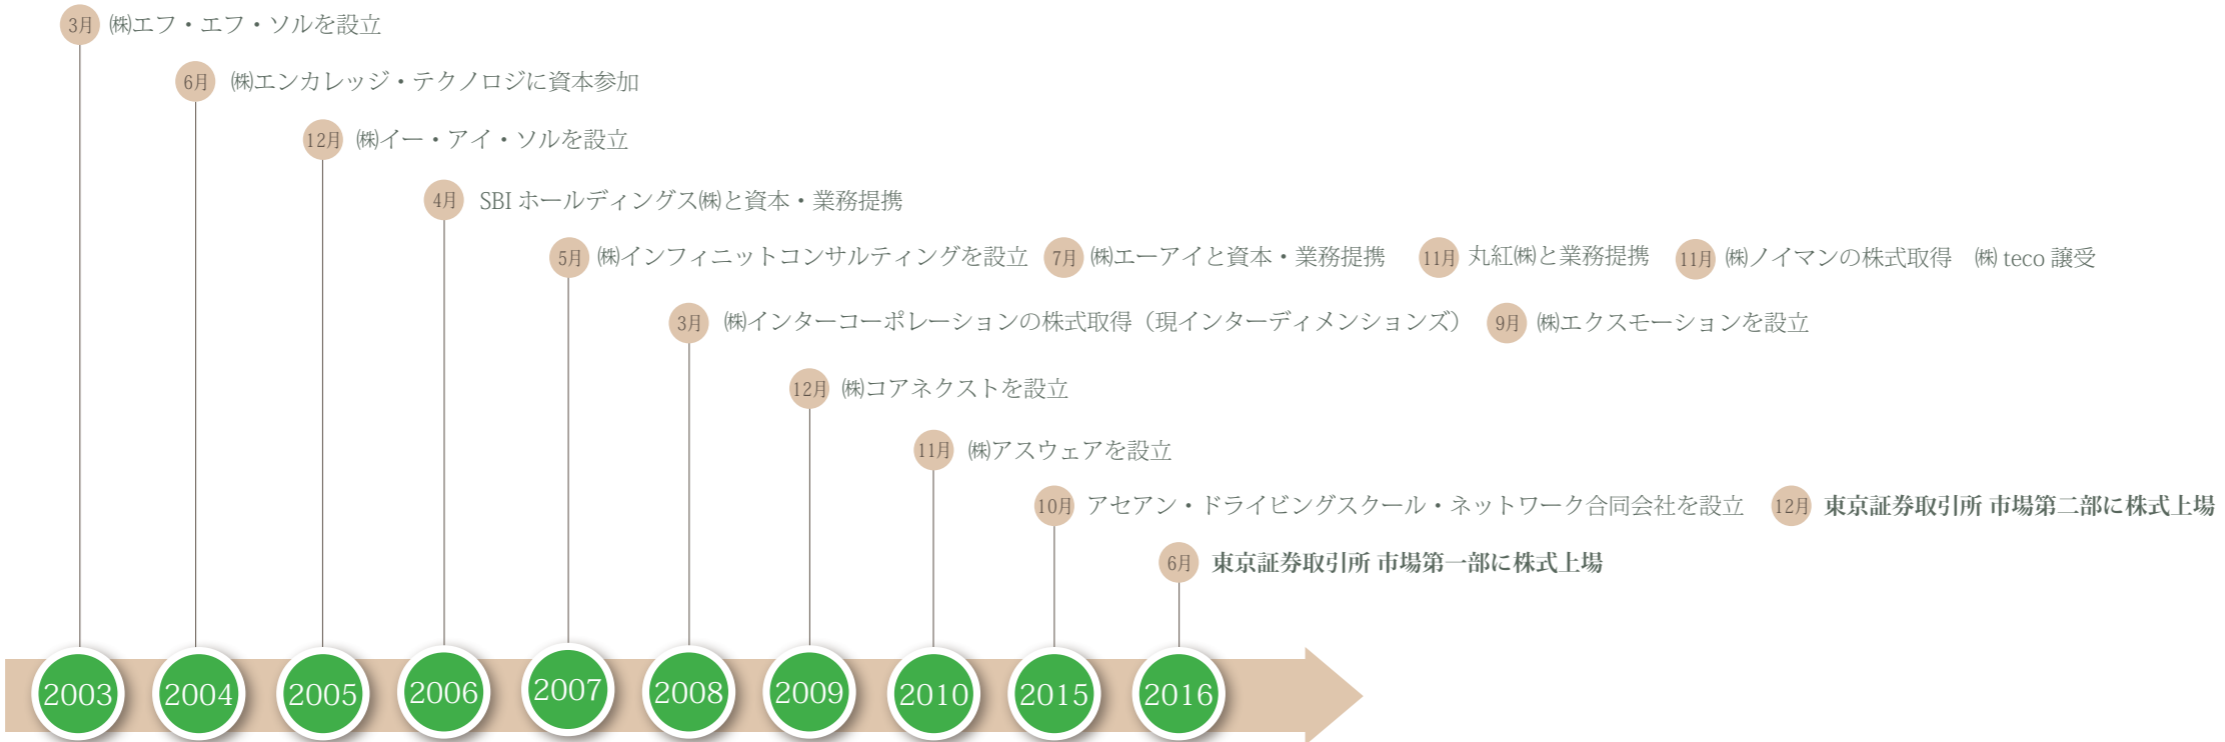 3月 ㈱エフ・エフ・ソルを設立
6月 ㈱エンカレッジ・テクノロジに資本参加
12月 ㈱イー・アイ・ソルを設立
4月 SBI ホールディングス㈱と資本・業務提携
5月 ㈱インフィニットコンサルティングを設立 7月 ㈱エーアイと資本・業務提携 11月 丸紅㈱と業務提携 11月 ㈱ノイマンの株式取得 ㈱ teco 譲受
3月 ㈱インターコーポレーションの株式取得（現インターディメンションズ） 9月 ㈱エクスモーションを設立
12月 ㈱コアネクストを設立
11月 ㈱アスウェアを設立
10月 アセアン・ドライビングスクール・ネットワーク合同会社を設立 12月 東京証券取引所 市場第二部に株式上場
6月 東京証券取引所 市場第一部に株式上場
2003 2004 2005 2006 2007 2008 2009 2010 2015 2016